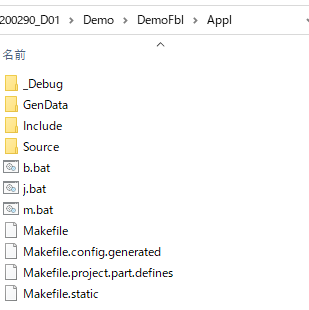 200290_D01 › Demo › DemoFbl › Appl
名前
_Debug
GenData
Include
Source
b.bat
j.bat
m.bat
Makefile
Makefile.config.generated
Makefile.project.part.defines
Makefile.static